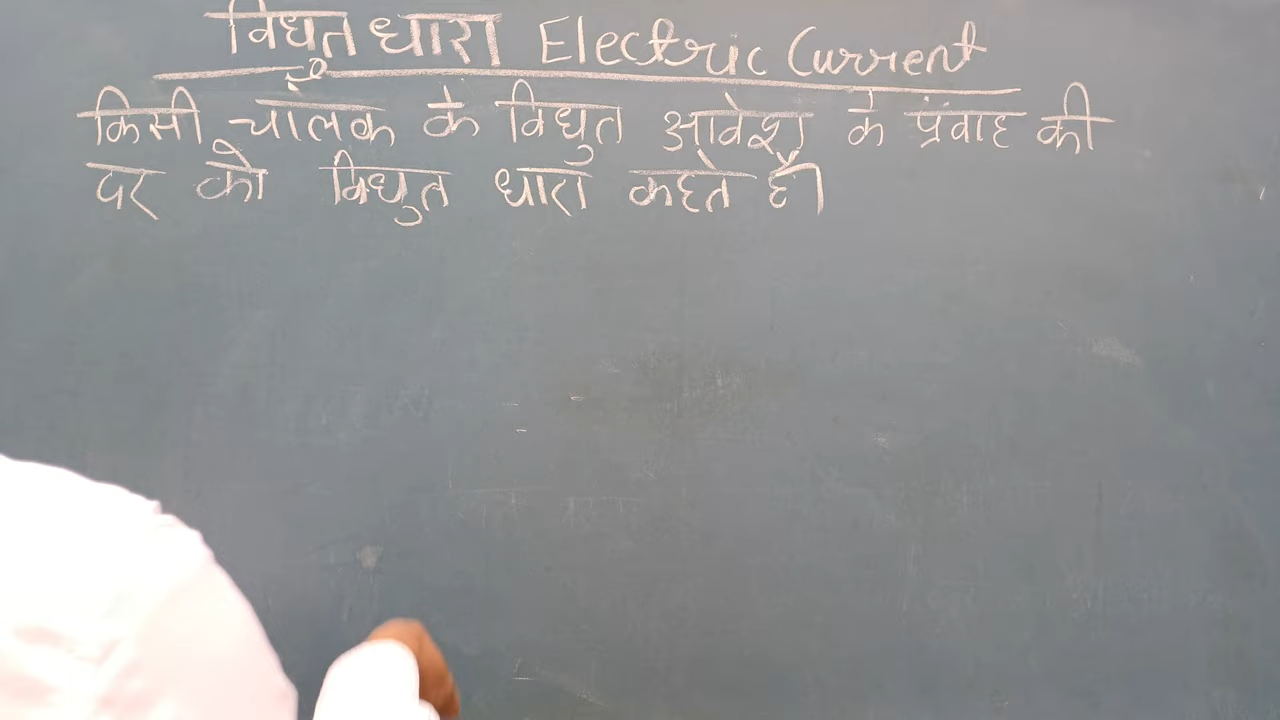 विधुत धारा Electric Current
किसी चालक के विधुत आवेश के प्रवाह की
दर को विधुत धारा कहते हैं।